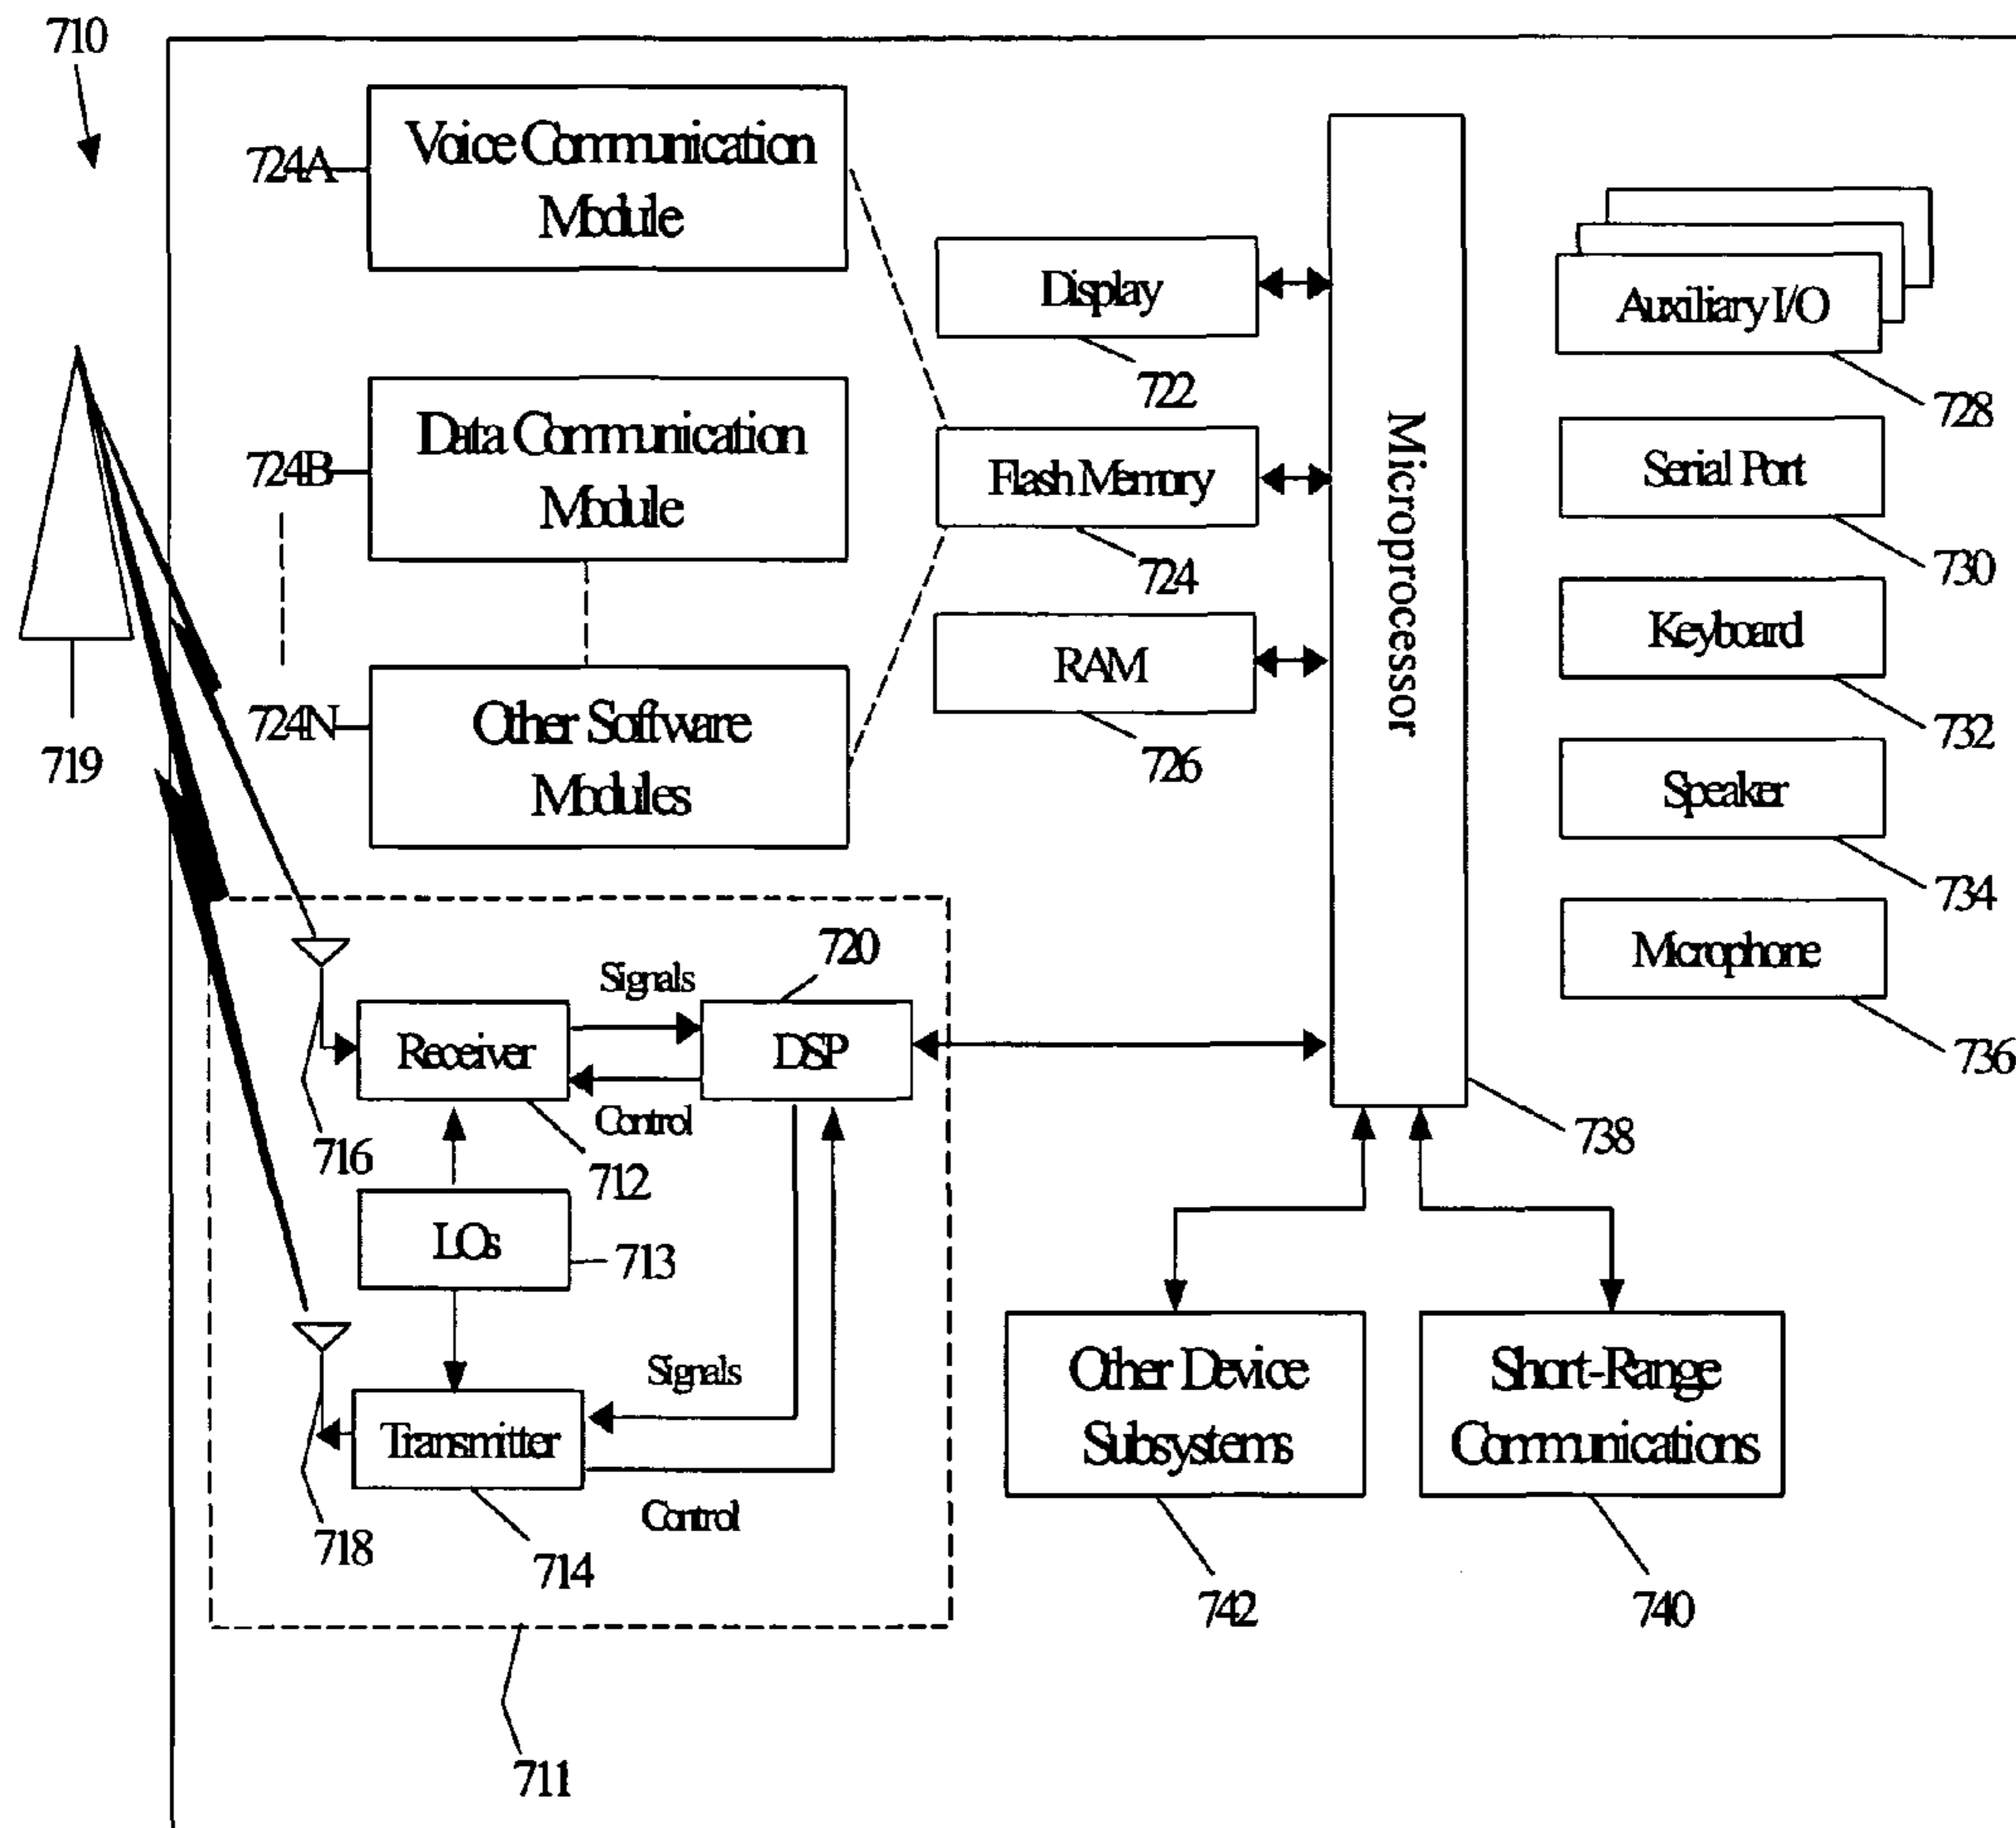 710
724A
Voice Communication
Module
Display
722
Auxiliary I/O
728
724B
Data Communication
Module
Flash Memory
724
Microprocessor
Serial Port
730
Keyboard
732
724N
Other Software
Modules
RAM
726
719
Speaker
734
Microphone
736
720
Signals
Receiver
DSP
Control
716
712
738
LOs
713
Signals
Transmitter
Control
718
714
Other Device
Subsystems
742
Short-Range
Communications
740
711